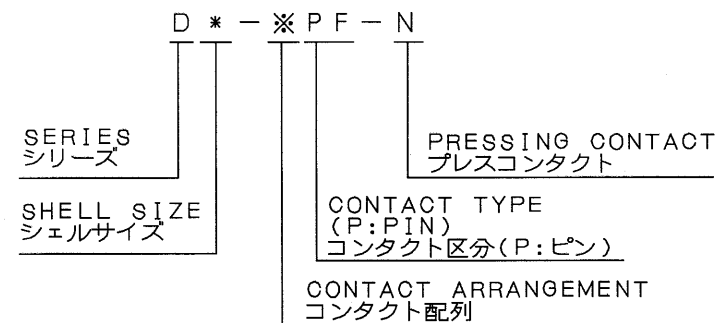 D * － ※ P F － N
SERIES
シリーズ
PRESSING CONTACT
プレスコンタクト
SHELL SIZE
シェルサイズ
CONTACT TYPE
(P:PIN)
コンタクト区分(P:ピン)
CONTACT ARRANGEMENT
コンタクト配列